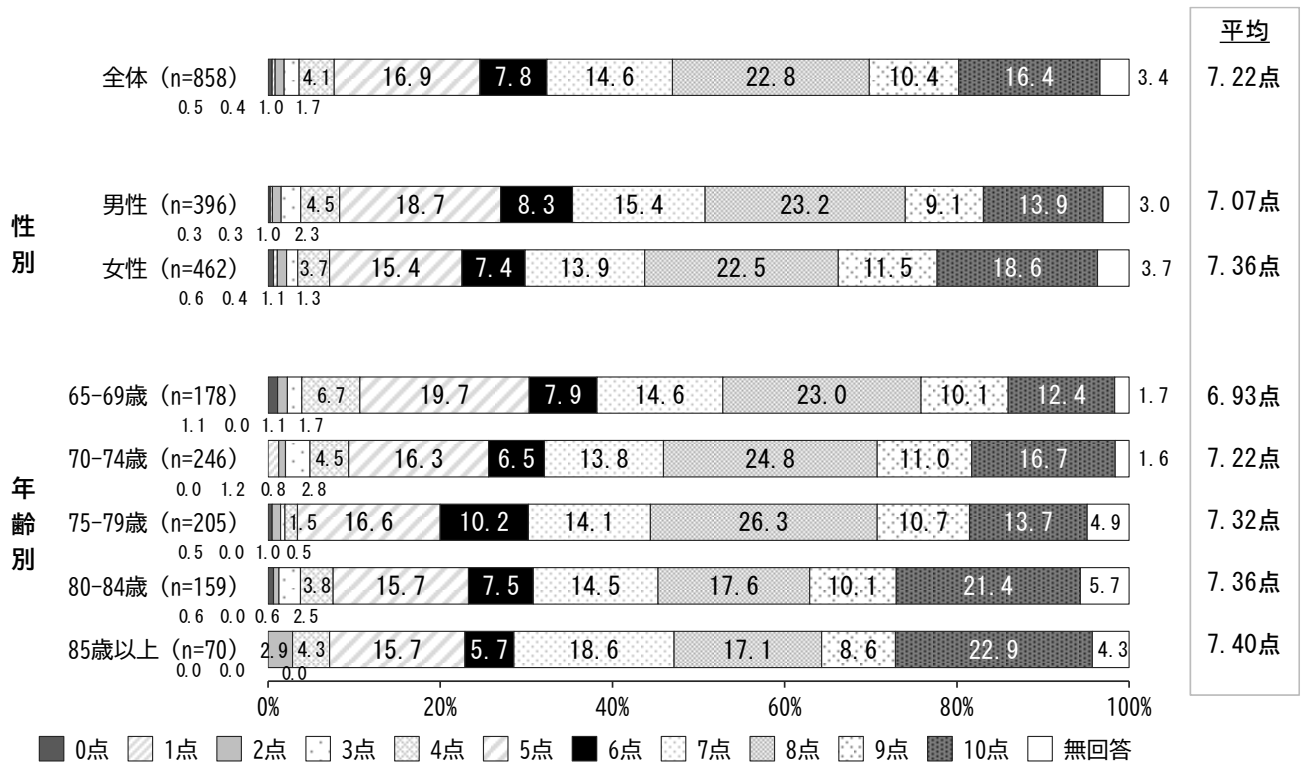 平均
全体（n=858） 4.1 16.9 7.8 14.6 22.8 10.4 16.4 3.4 7.22点
0.5 0.4 1.0 1.7
性別
男性（n=396） 4.5 18.7 8.3 15.4 23.2 9.1 13.9 3.0 7.07点
0.3 0.3 1.0 2.3
女性（n=462） 3.7 15.4 7.4 13.9 22.5 11.5 18.6 3.7 7.36点
0.6 0.4 1.1 1.3
年齢別
65-69歳（n=178） 6.7 19.7 7.9 14.6 23.0 10.1 12.4 1.7 6.93点
1.1 0.0 1.1 1.7
70-74歳（n=246） 4.5 16.3 6.5 13.8 24.8 11.0 16.7 1.6 7.22点
0.0 1.2 0.8 2.8
75-79歳（n=205） 1.5 16.6 10.2 14.1 26.3 10.7 13.7 4.9 7.32点
0.5 0.0 1.0 0.5
80-84歳（n=159） 3.8 15.7 7.5 14.5 17.6 10.1 21.4 5.7 7.36点
0.6 0.0 0.6 2.5
85歳以上（n=70） 2.9 4.3 15.7 5.7 18.6 17.1 8.6 22.9 4.3 7.40点
0.0 0.0 0.0
0% 20% 40% 60% 80% 100%
0点 1点 2点 3点 4点 5点 6点 7点 8点 9点 10点 無回答